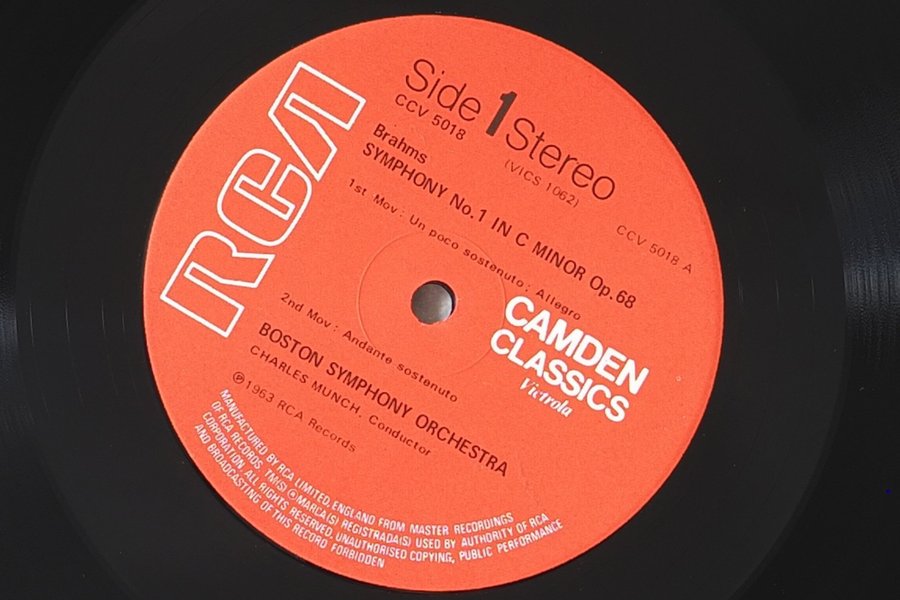 RCA
Side 1 Stereo
CCV 5018
(VICS 1062)
CCV 5018 A
Brahms
SYMPHONY No. 1 IN C MINOR Op. 68
1st Mov: Un poco sostenuto; Allegro
2nd Mov: Andante sostenuto
CAMDEN
CLASSICS
Victrola
BOSTON SYMPHONY ORCHESTRA
CHARLES MUNCH, Conductor
℗ 1963 RCA Records
MANUFACTURED BY RCA LIMITED, ENGLAND FROM MASTER RECORDINGS
OF RCA RECORDS. TM(S) ® MARCA(S) REGISTRADA(S) USED BY AUTHORITY OF RCA
CORPORATION ALL RIGHTS RESERVED, UNAUTHORISED COPYING, PUBLIC PERFORMANCE
AND BROADCASTING OF THIS RECORD FORBIDDEN